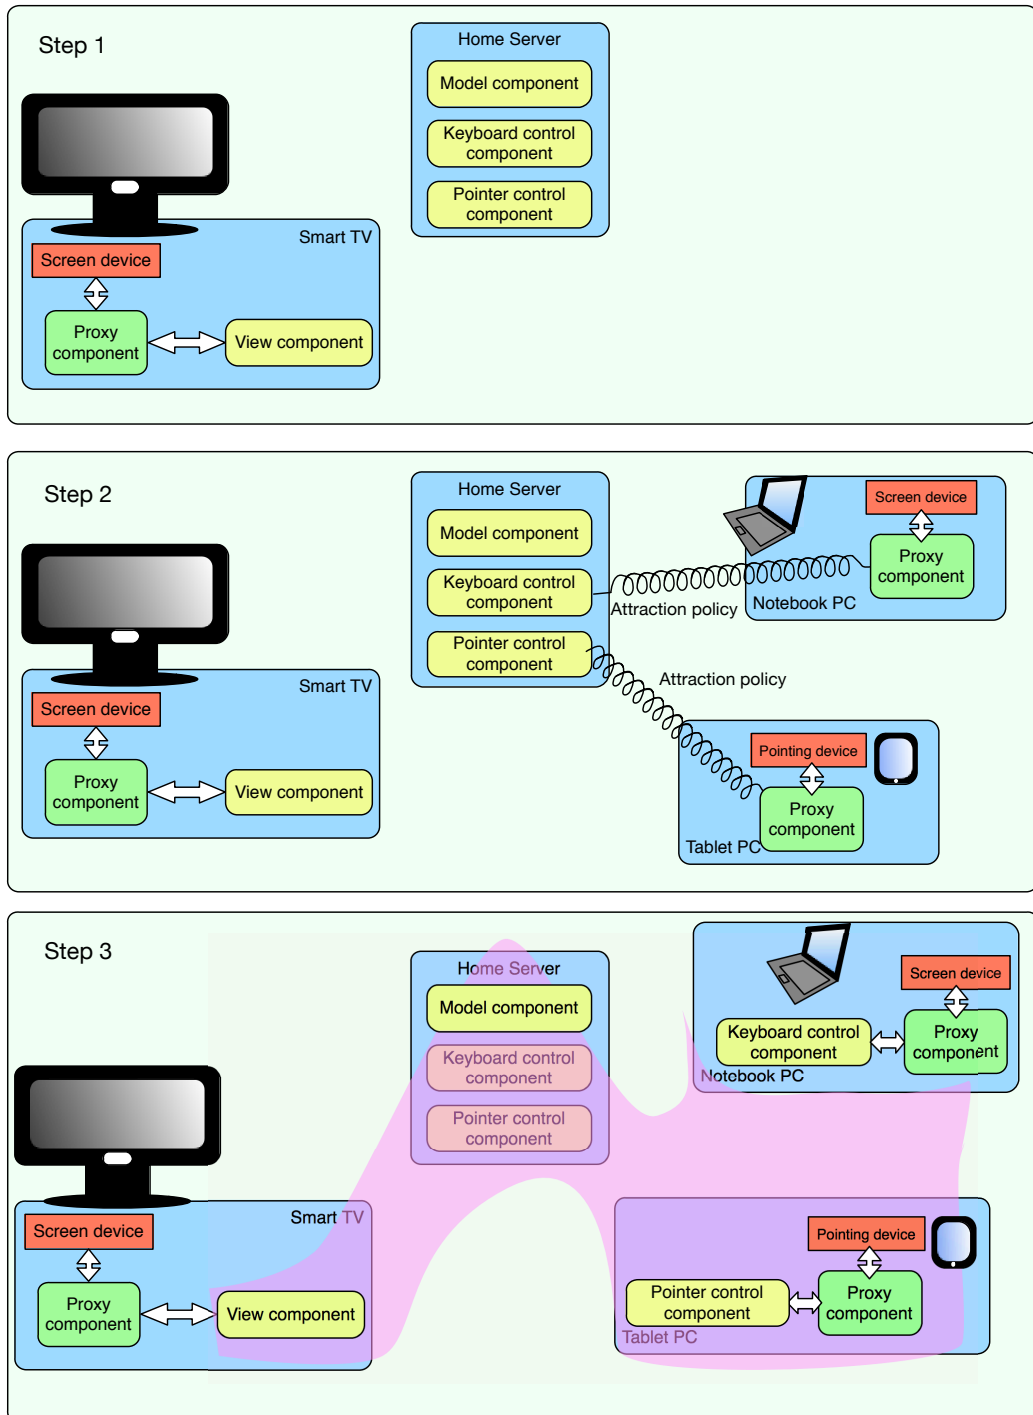 Step 1
Home Server
Model component
Keyboard control
component
Pointer control
component
Smart TV
Screen device
Proxy
component
View component
Step 2
Home Server
Model component
Keyboard control
component
Pointer control
component
Attraction policy
Attraction policy
Screen device
Proxy
component
Notebook PC
Smart TV
Screen device
Proxy
component
View component
Pointing device
Proxy
component
Tablet PC
Step 3
Home Server
Model component
Keyboard control
component
Pointer control
component
Screen device
Keyboard control
component
Proxy
component
Notebook PC
Smart TV
Screen device
Proxy
component
View component
Pointing device
Pointer control
component
Proxy
component
Tablet PC